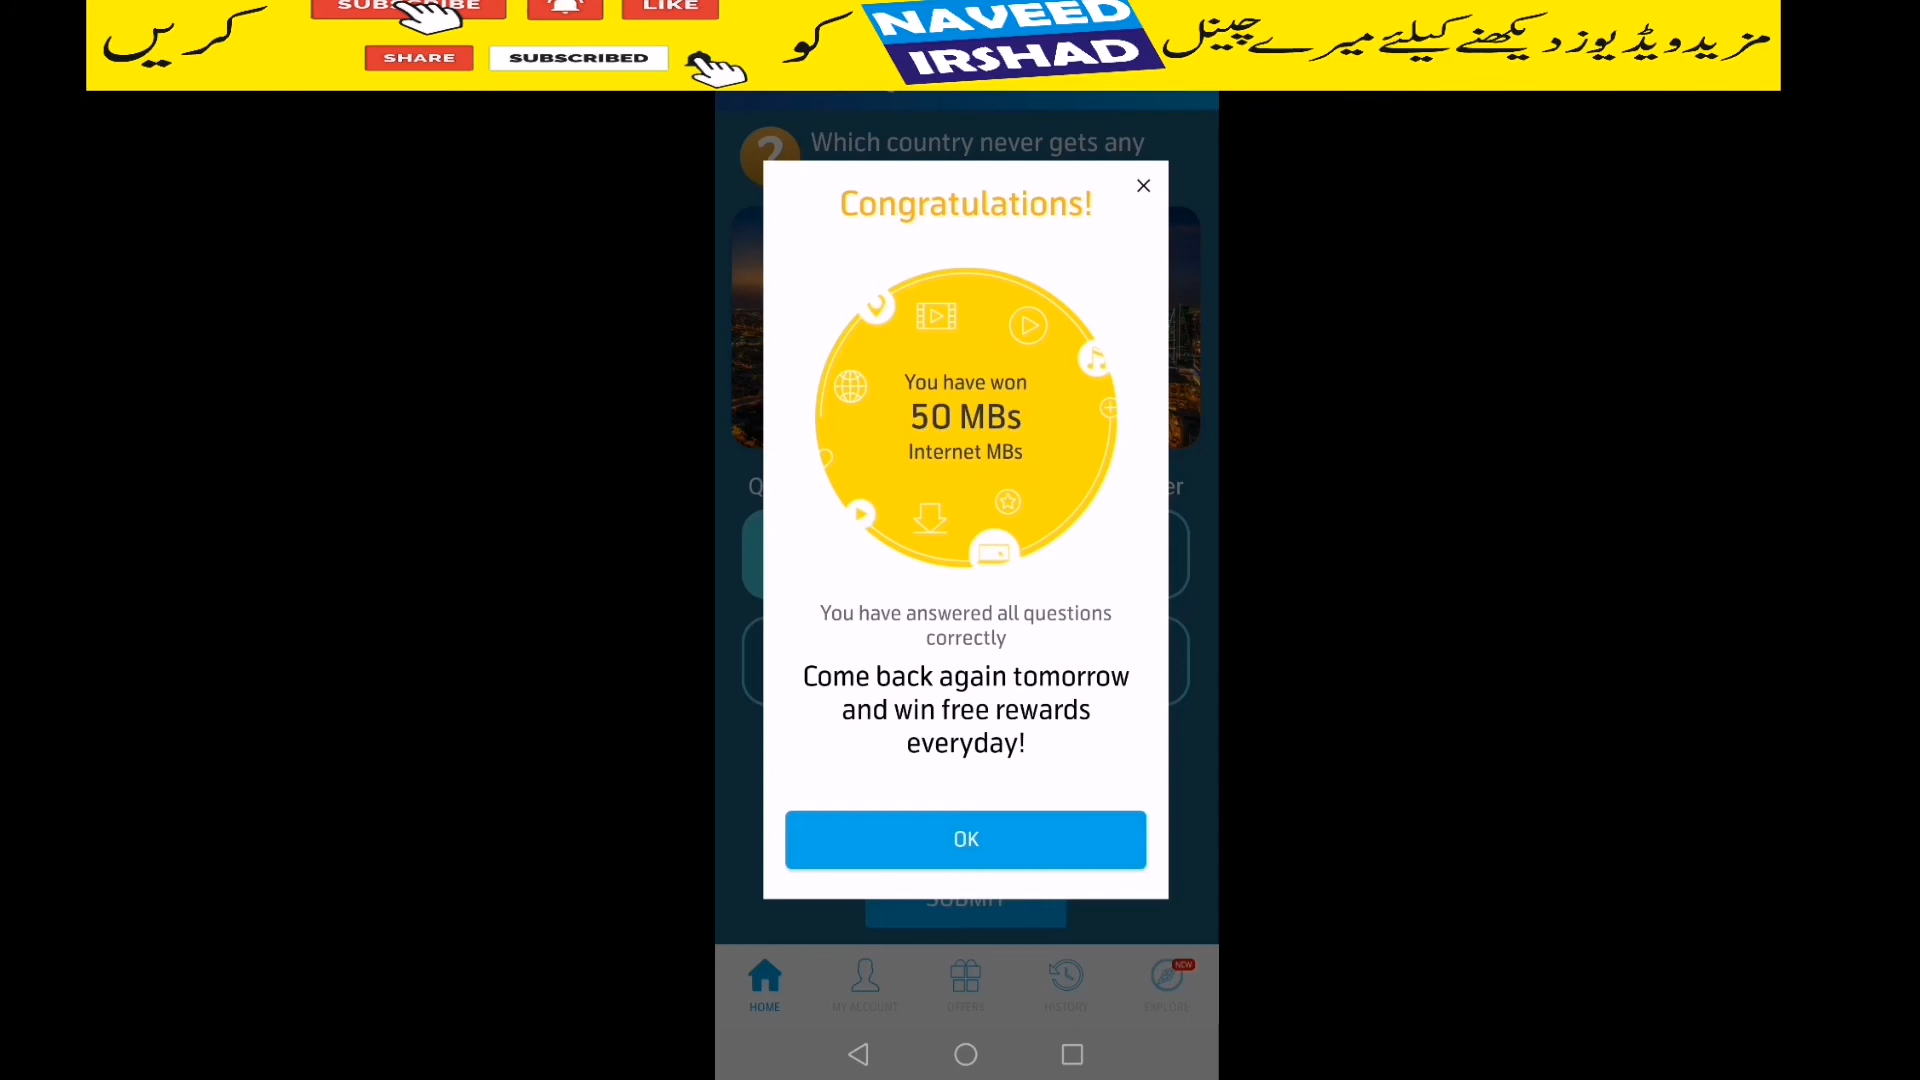 مزید ویڈیوز دیکھنے کیلئے میرے چینل NAVEED IRSHAD کو SUBSCRIBE LIKE کریں
SHARE SUBSCRIBED
Which country never gets any
Congratulations!
You have won
50 MBs
Internet MBs
You have answered all questions
correctly
Come back again tomorrow
and win free rewards
everyday!
OK
SUBMIT
HOME MY ACCOUNT OFFERS HISTORY EXPLORE
NEW